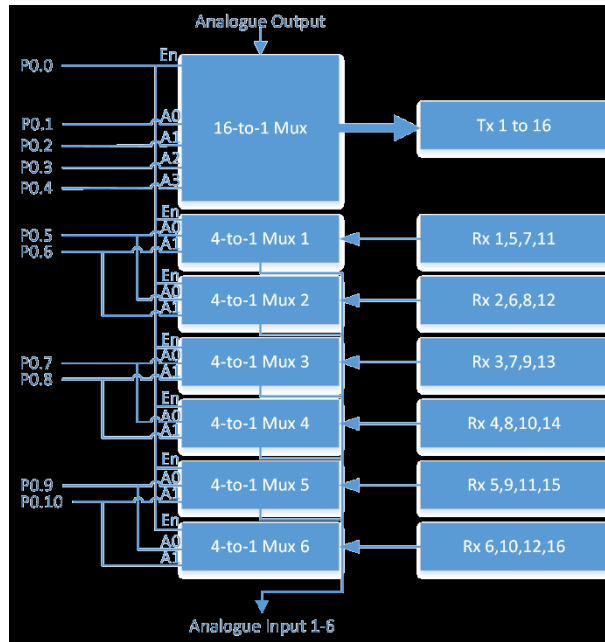 Analogue Output
En
P0.0
A0
P0.1
A1
P0.2
16-to-1 Mux
Tx 1 to 16
A2
P0.3
A3
P0.4
En
A0
P0.5
A1
P0.6
4-to-1 Mux 1
Rx 1,5,7,11
En
A0
A1
4-to-1 Mux 2
Rx 2,6,8,12
En
A0
P0.7
A1
P0.8
4-to-1 Mux 3
Rx 3,7,9,13
En
A0
A1
4-to-1 Mux 4
Rx 4,8,10,14
En
A0
P0.9
A1
P0.10
4-to-1 Mux 5
Rx 5,9,11,15
En
A0
A1
4-to-1 Mux 6
Rx 6,10,12,16
Analogue Input 1-6